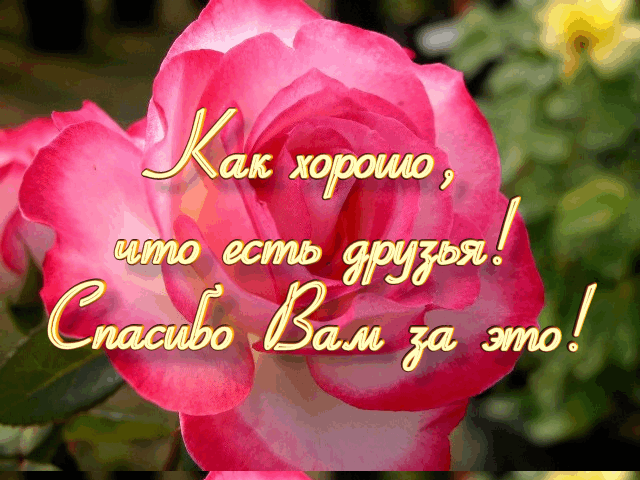 Как хорошо,
что есть друзья!
Спасибо Вам за это!